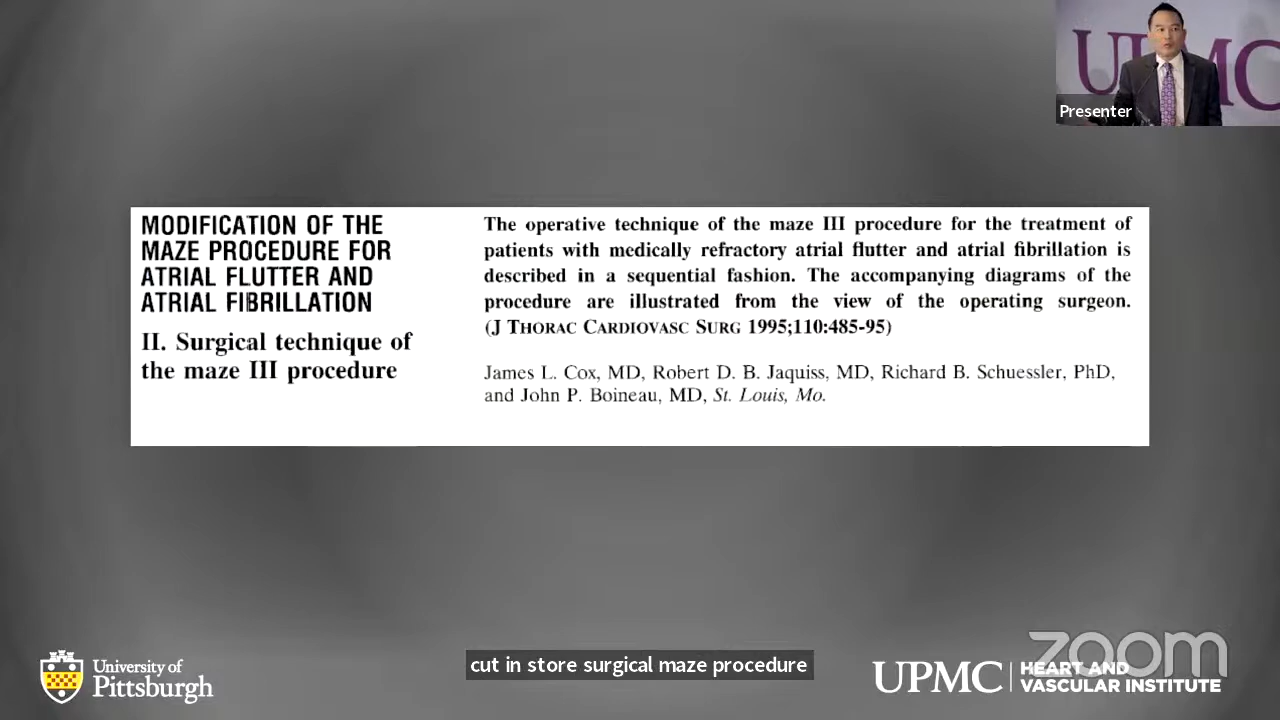 UPMC
Presenter
MODIFICATION OF THE
MAZE PROCEDURE FOR
ATRIAL FLUTTER AND
ATRIAL FIBRILLATION
II. Surgical technique of
the maze III procedure
The operative technique of the maze III procedure for the treatment of
patients with medically refractory atrial flutter and atrial fibrillation is
described in a sequential fashion. The accompanying diagrams of the
procedure are illustrated from the view of the operating surgeon.
(J THORAC CARDIOVASC SURG 1995;110:485-95)
James L. Cox, MD, Robert D. B. Jaquiss, MD, Richard B. Schuessler, PhD,
and John P. Boineau, MD, St. Louis, Mo.
University of
Pittsburgh
cut in store surgical maze procedure
zoom
UPMC
HEART AND
VASCULAR INSTITUTE